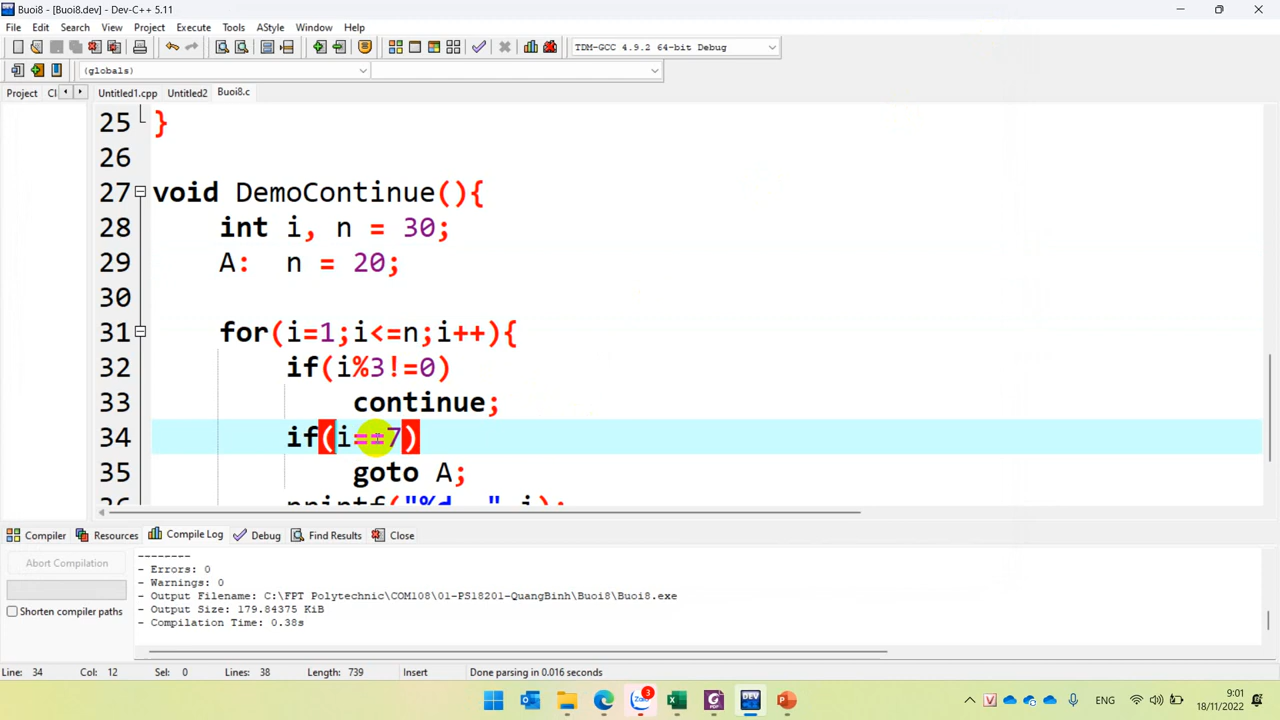 Buoi8 - [Buoi8.dev] - Dev-C++ 5.11
File Edit Search View Project Execute Tools AStyle Window Help
TDM-GCC 4.9.2 64-bit Debug
(globals)
Project Cl Untitled1.cpp Untitled2 Buoi8.c
25 }
26
27 void DemoContinue(){
28 int i, n = 30;
29 A: n = 20;
30
31 for(i=1;i<=n;i++){
32 if(i%3!=0)
33 continue;
34 if(i==7)
35 goto A;
36 printf("%d  ",i);
Compiler Resources Compile Log Debug Find Results Close
Abort Compilation
Shorten compiler paths
--------
- Errors: 0
- Warnings: 0
- Output Filename: C:\FPT Polytechnic\COM108\01-PS18201-QuangBinh\Buoi8\Buoi8.exe
- Output Size: 179.84375 KiB
- Compilation Time: 0.38s
Line: 34 Col: 12 Sel: 0 Lines: 38 Length: 739 Insert Done parsing in 0.016 seconds
Zalo 3 PDF DEV P V ENG 9:01
18/11/2022